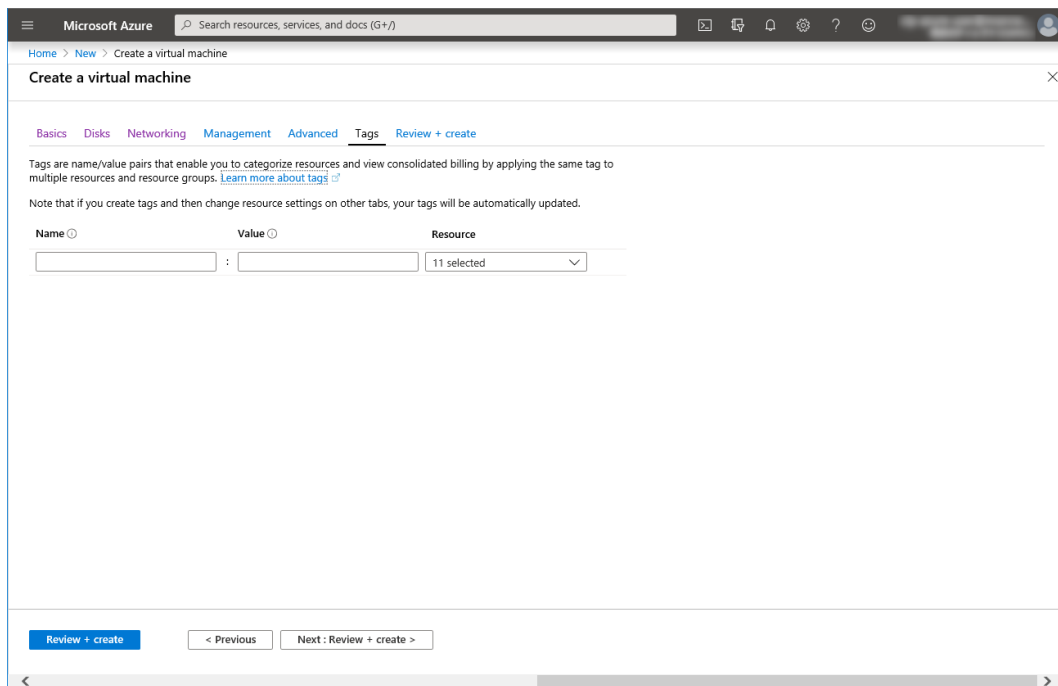 Microsoft Azure
Search resources, services, and docs (G+/)
Home > New > Create a virtual machine
Create a virtual machine
Basics Disks Networking Management Advanced Tags Review + create
Tags are name/value pairs that enable you to categorize resources and view consolidated billing by applying the same tag to
multiple resources and resource groups. Learn more about tags
Note that if you create tags and then change resource settings on other tabs, your tags will be automatically updated.
Name Value Resource
: 11 selected
Review + create < Previous Next : Review + create >